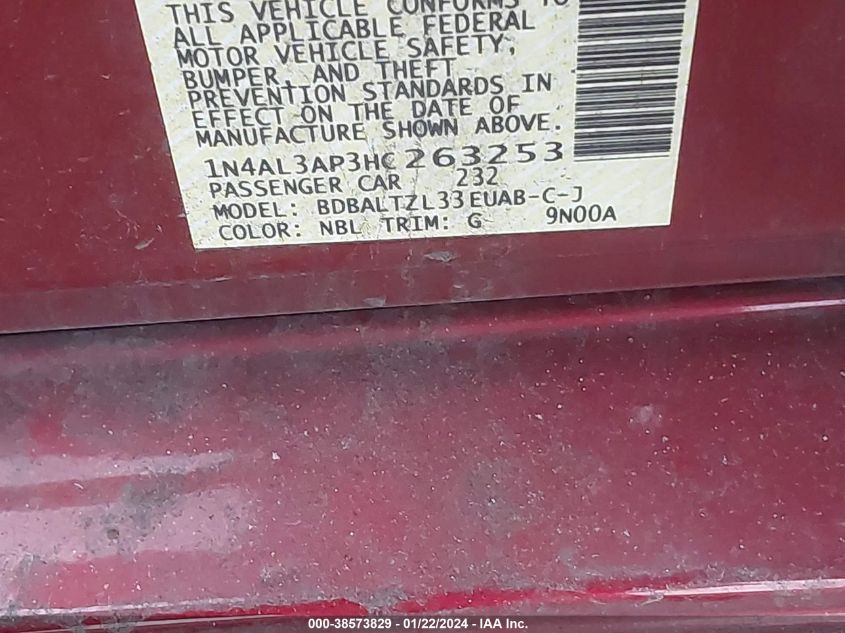 THIS VEHICLE CONFORMS TO
ALL APPLICABLE FEDERAL
MOTOR VEHICLE SAFETY,
BUMPER, AND THEFT
PREVENTION STANDARDS IN
EFFECT ON THE DATE OF
MANUFACTURE SHOWN ABOVE.
1N4AL3AP3HC263253
PASSENGER CAR 232
MODEL: BDBALTZL33EUAB-C-J
COLOR: NBL TRIM: G 9N00A
000-38573829 - 01/22/2024 - IAA Inc.